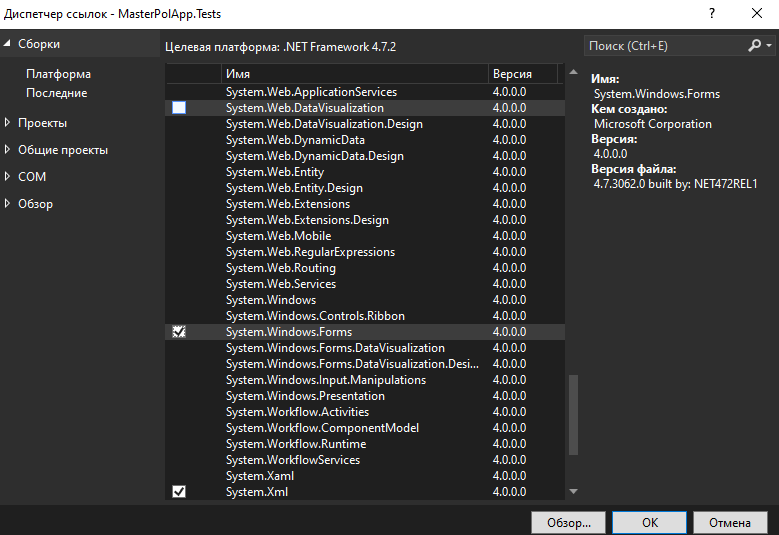 Диспетчер ссылок - MasterPolApp.Tests
Сборки
Платформа
Последние
Проекты
Общие проекты
COM
Обзор
Целевая платформа: .NET Framework 4.7.2
Имя Версия
System.Web.ApplicationServices 4.0.0.0
System.Web.DataVisualization 4.0.0.0
System.Web.DataVisualization.Design 4.0.0.0
System.Web.DynamicData 4.0.0.0
System.Web.DynamicData.Design 4.0.0.0
System.Web.Entity 4.0.0.0
System.Web.Entity.Design 4.0.0.0
System.Web.Extensions 4.0.0.0
System.Web.Extensions.Design 4.0.0.0
System.Web.Mobile 4.0.0.0
System.Web.RegularExpressions 4.0.0.0
System.Web.Routing 4.0.0.0
System.Web.Services 4.0.0.0
System.Windows 4.0.0.0
System.Windows.Controls.Ribbon 4.0.0.0
System.Windows.Forms 4.0.0.0
System.Windows.Forms.DataVisualization 4.0.0.0
System.Windows.Forms.DataVisualization.Desi... 4.0.0.0
System.Windows.Input.Manipulations 4.0.0.0
System.Windows.Presentation 4.0.0.0
System.Workflow.Activities 4.0.0.0
System.Workflow.ComponentModel 4.0.0.0
System.Workflow.Runtime 4.0.0.0
System.WorkflowServices 4.0.0.0
System.Xaml 4.0.0.0
System.Xml 4.0.0.0
Поиск (Ctrl+E)
Имя:
System.Windows.Forms
Кем создано:
Microsoft Corporation
Версия:
4.0.0.0
Версия файла:
4.7.3062.0 built by: NET472REL1
Обзор... ОК Отмена